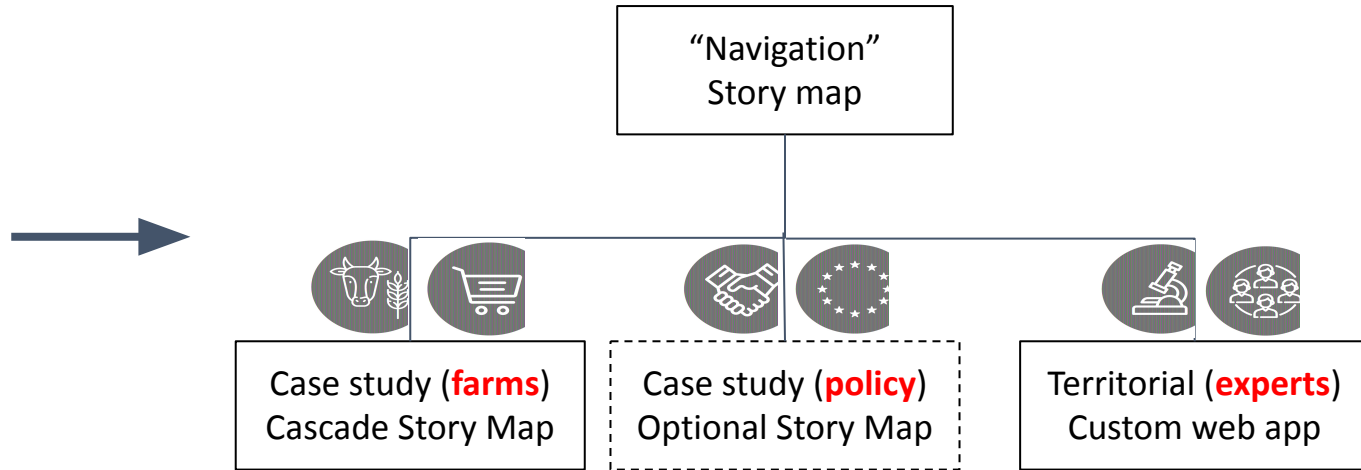 “Navigation”
Story map
Case study (farms)
Cascade Story Map
Case study (policy)
Optional Story Map
Territorial (experts)
Custom web app